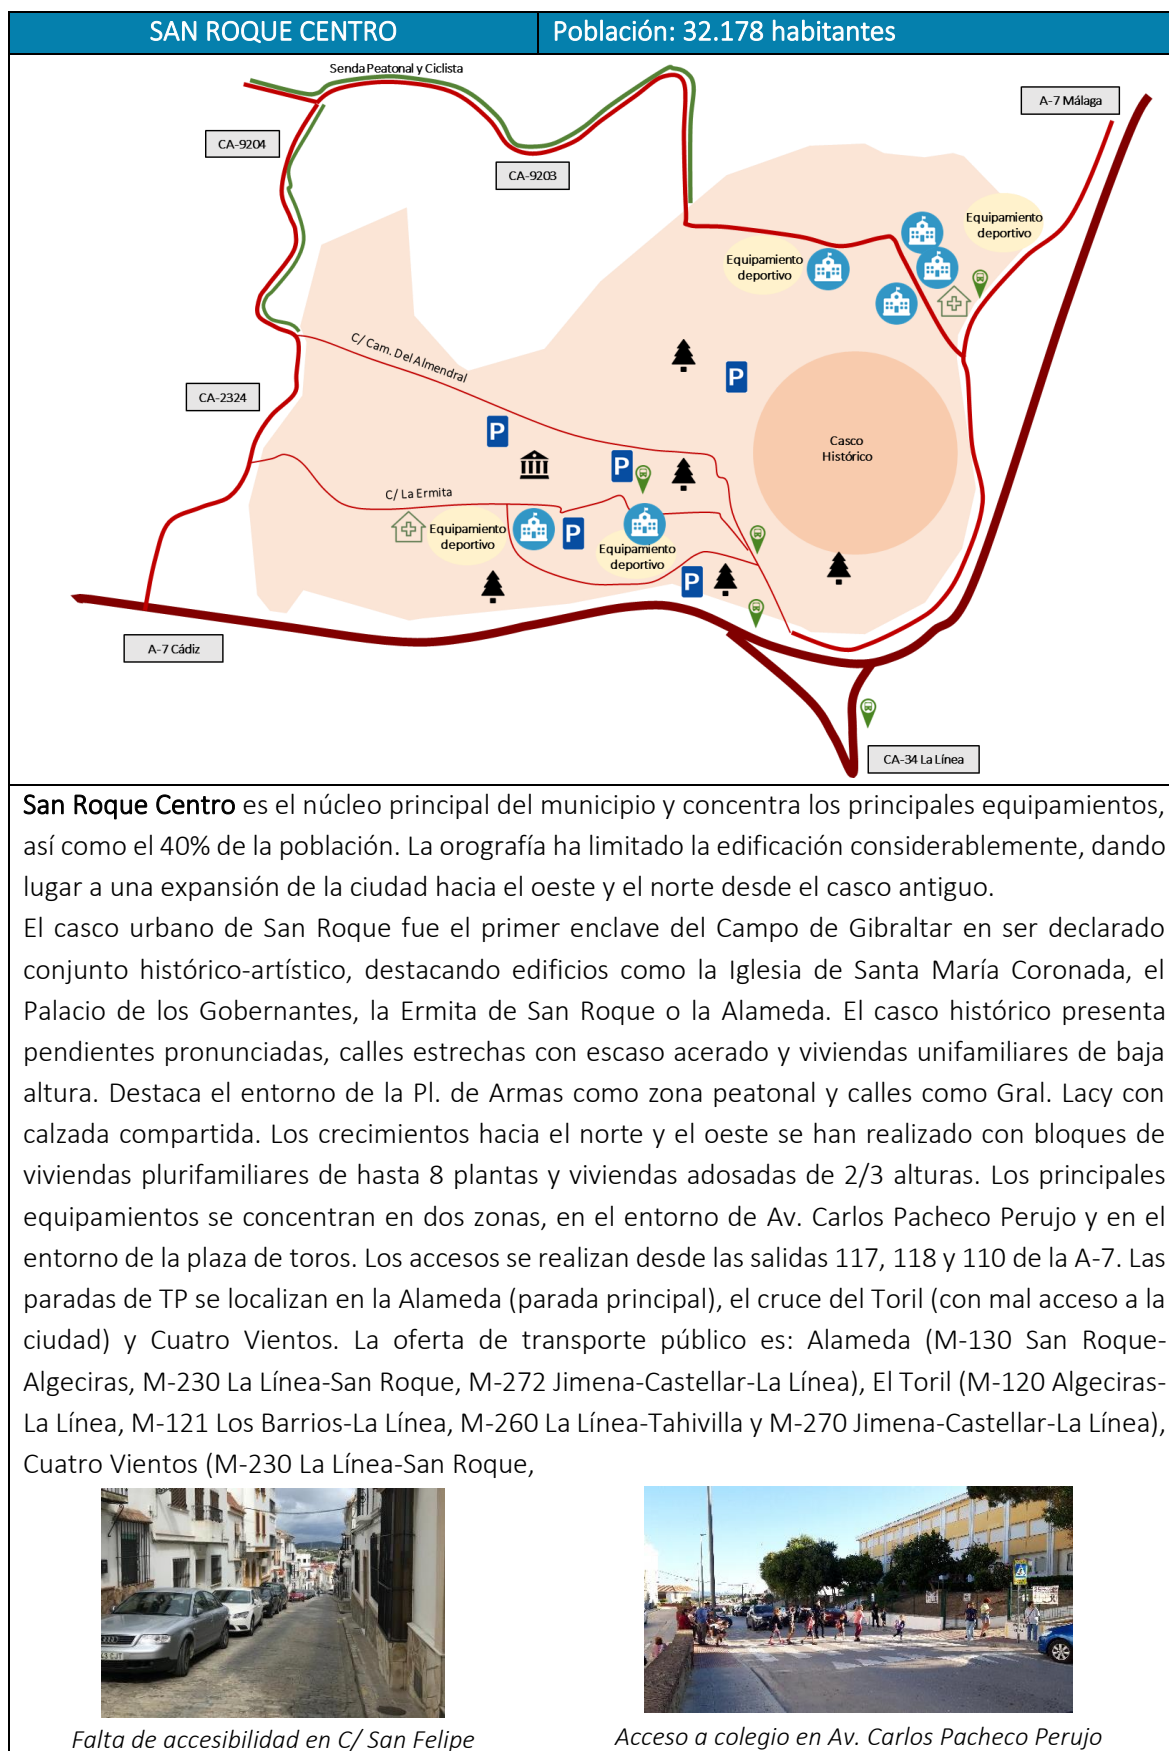 SAN ROQUE CENTRO
Población: 32.178 habitantes
Senda Peatonal y Ciclista
A-7 Málaga
CA-9204
CA-9203
Equipamiento
deportivo
Equipamiento
deportivo
C/ Cam. Del Almendral
CA-2324
Casco
Histórico
P
P
P
C/ La Ermita
Equipamiento
deportivo
P
Equipamiento
deportivo
P
A-7 Cádiz
CA-34 La Línea
San Roque Centro es el núcleo principal del municipio y concentra los principales equipamientos,
así como el 40% de la población. La orografía ha limitado la edificación considerablemente, dando
lugar a una expansión de la ciudad hacia el oeste y el norte desde el casco antiguo.
El casco urbano de San Roque fue el primer enclave del Campo de Gibraltar en ser declarado
conjunto histórico-artístico, destacando edificios como la Iglesia de Santa María Coronada, el
Palacio de los Gobernantes, la Ermita de San Roque o la Alameda. El casco histórico presenta
pendientes pronunciadas, calles estrechas con escaso acerado y viviendas unifamiliares de baja
altura. Destaca el entorno de la Pl. de Armas como zona peatonal y calles como Gral. Lacy con
calzada compartida. Los crecimientos hacia el norte y el oeste se han realizado con bloques de
viviendas plurifamiliares de hasta 8 plantas y viviendas adosadas de 2/3 alturas. Los principales
equipamientos se concentran en dos zonas, en el entorno de Av. Carlos Pacheco Perujo y en el
entorno de la plaza de toros. Los accesos se realizan desde las salidas 117, 118 y 110 de la A-7. Las
paradas de TP se localizan en la Alameda (parada principal), el cruce del Toril (con mal acceso a la
ciudad) y Cuatro Vientos. La oferta de transporte público es: Alameda (M-130 San Roque-
Algeciras, M-230 La Línea-San Roque, M-272 Jimena-Castellar-La Línea), El Toril (M-120 Algeciras-
La Línea, M-121 Los Barrios-La Línea, M-260 La Línea-Tahivilla y M-270 Jimena-Castellar-La Línea),
Cuatro Vientos (M-230 La Línea-San Roque,
Falta de accesibilidad en C/ San Felipe
Acceso a colegio en Av. Carlos Pacheco Perujo